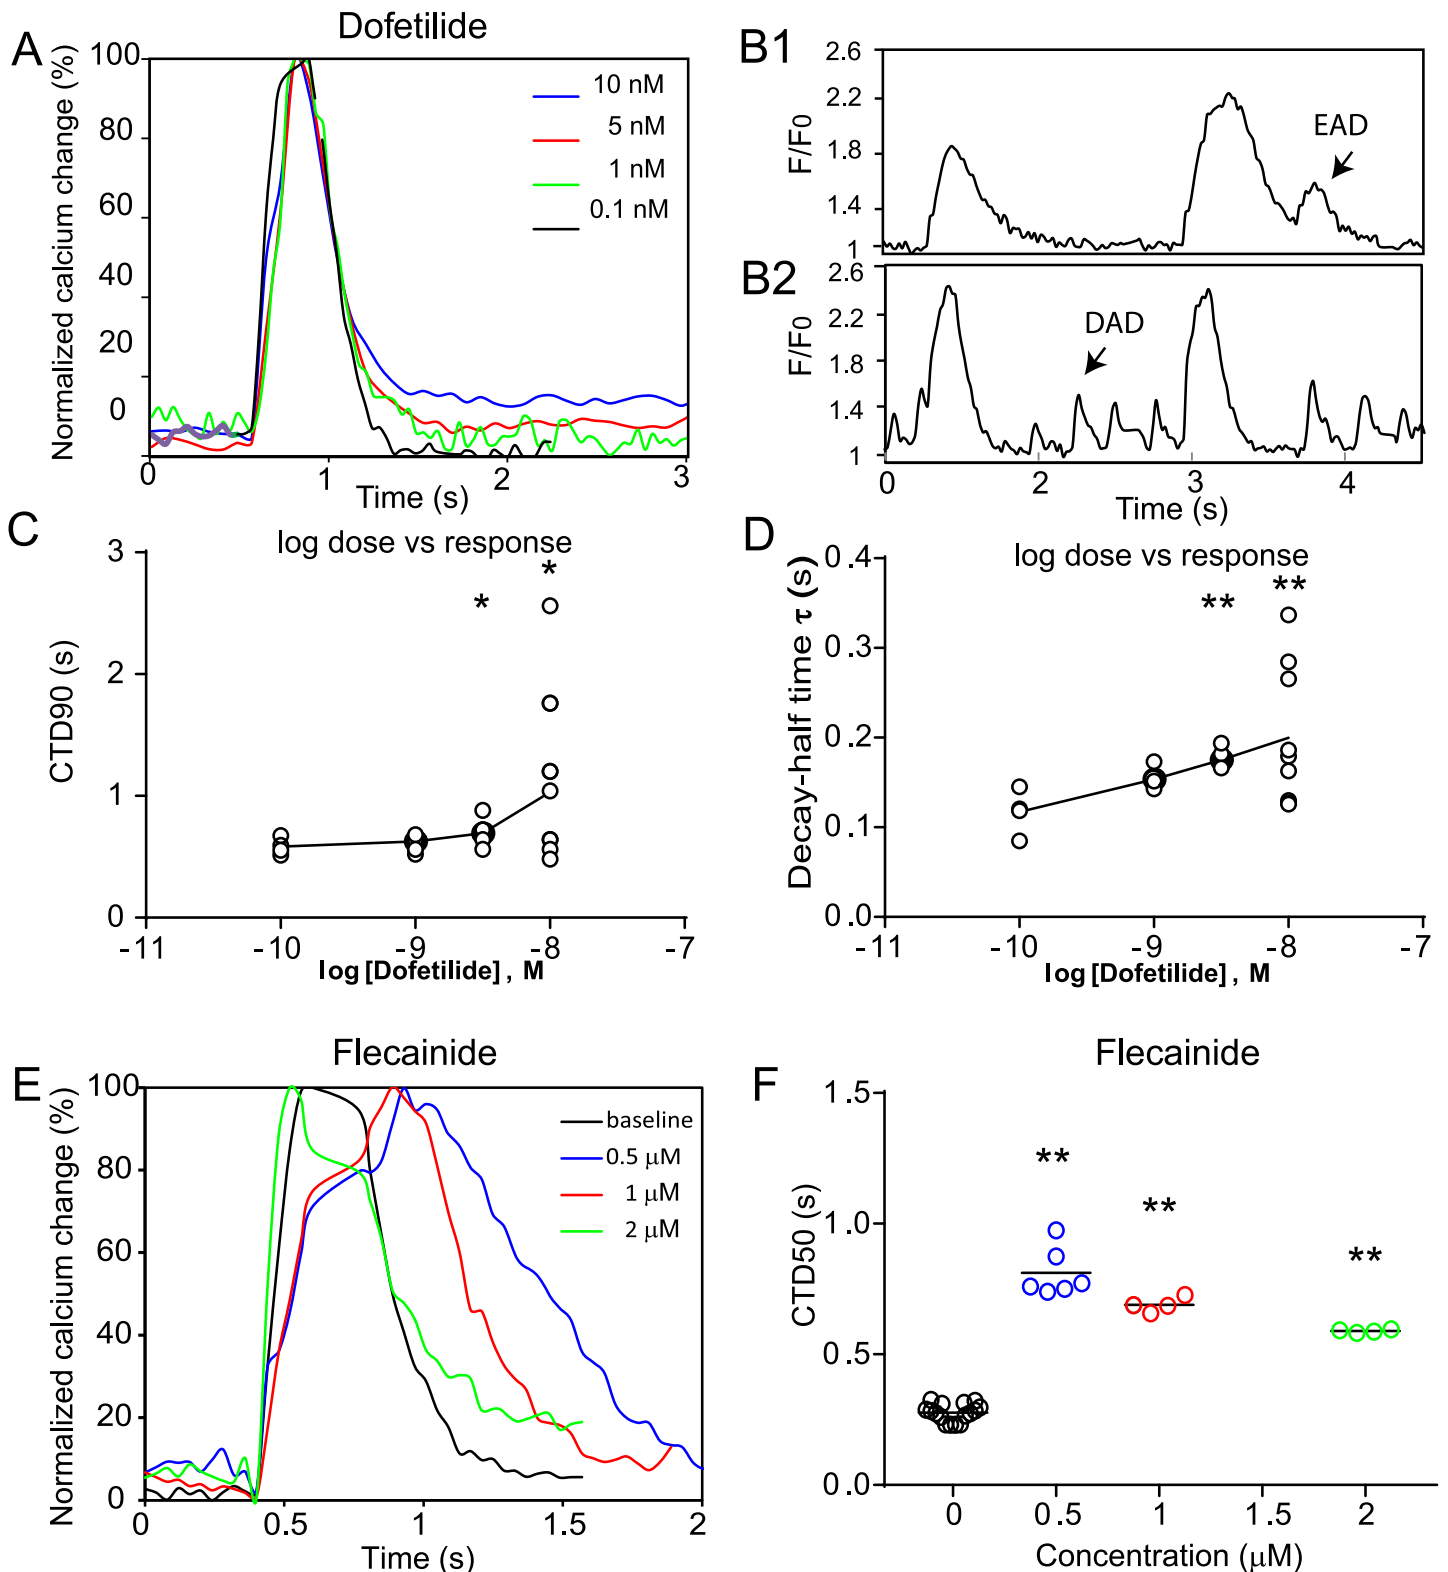 A
Dofetilide
Normalized calcium change (%)
100
80
60
40
20
0
10 nM
5 nM
1 nM
0.1 nM
0 1 2 3
Time (s)
B1
F/F0
2.6
2.2
1.8
1.4
1
EAD
B2
F/F0
2.6
2.2
1.8
1.4
1
DAD
0 2 3 4
Time (s)
C
log dose vs response
CTD90 (s)
3
2
1
0
* *
-11 -10 -9 -8 -7
log [Dofetilide] , M
D
log dose vs response
Decay-half time τ (s)
0.4
0.3
0.2
0.1
0.0
** **
-11 -10 -9 -8 -7
log [Dofetilide] , M
E
Flecainide
Normalized calcium change (%)
100
80
60
40
20
0
baseline
0.5 μM
1 μM
2 μM
0 0.5 1 1.5 2
Time (s)
F
Flecainide
CTD50 (s)
1.5
1.0
0.5
0.0
** ** **
0 0.5 1 2
Concentration (μM)